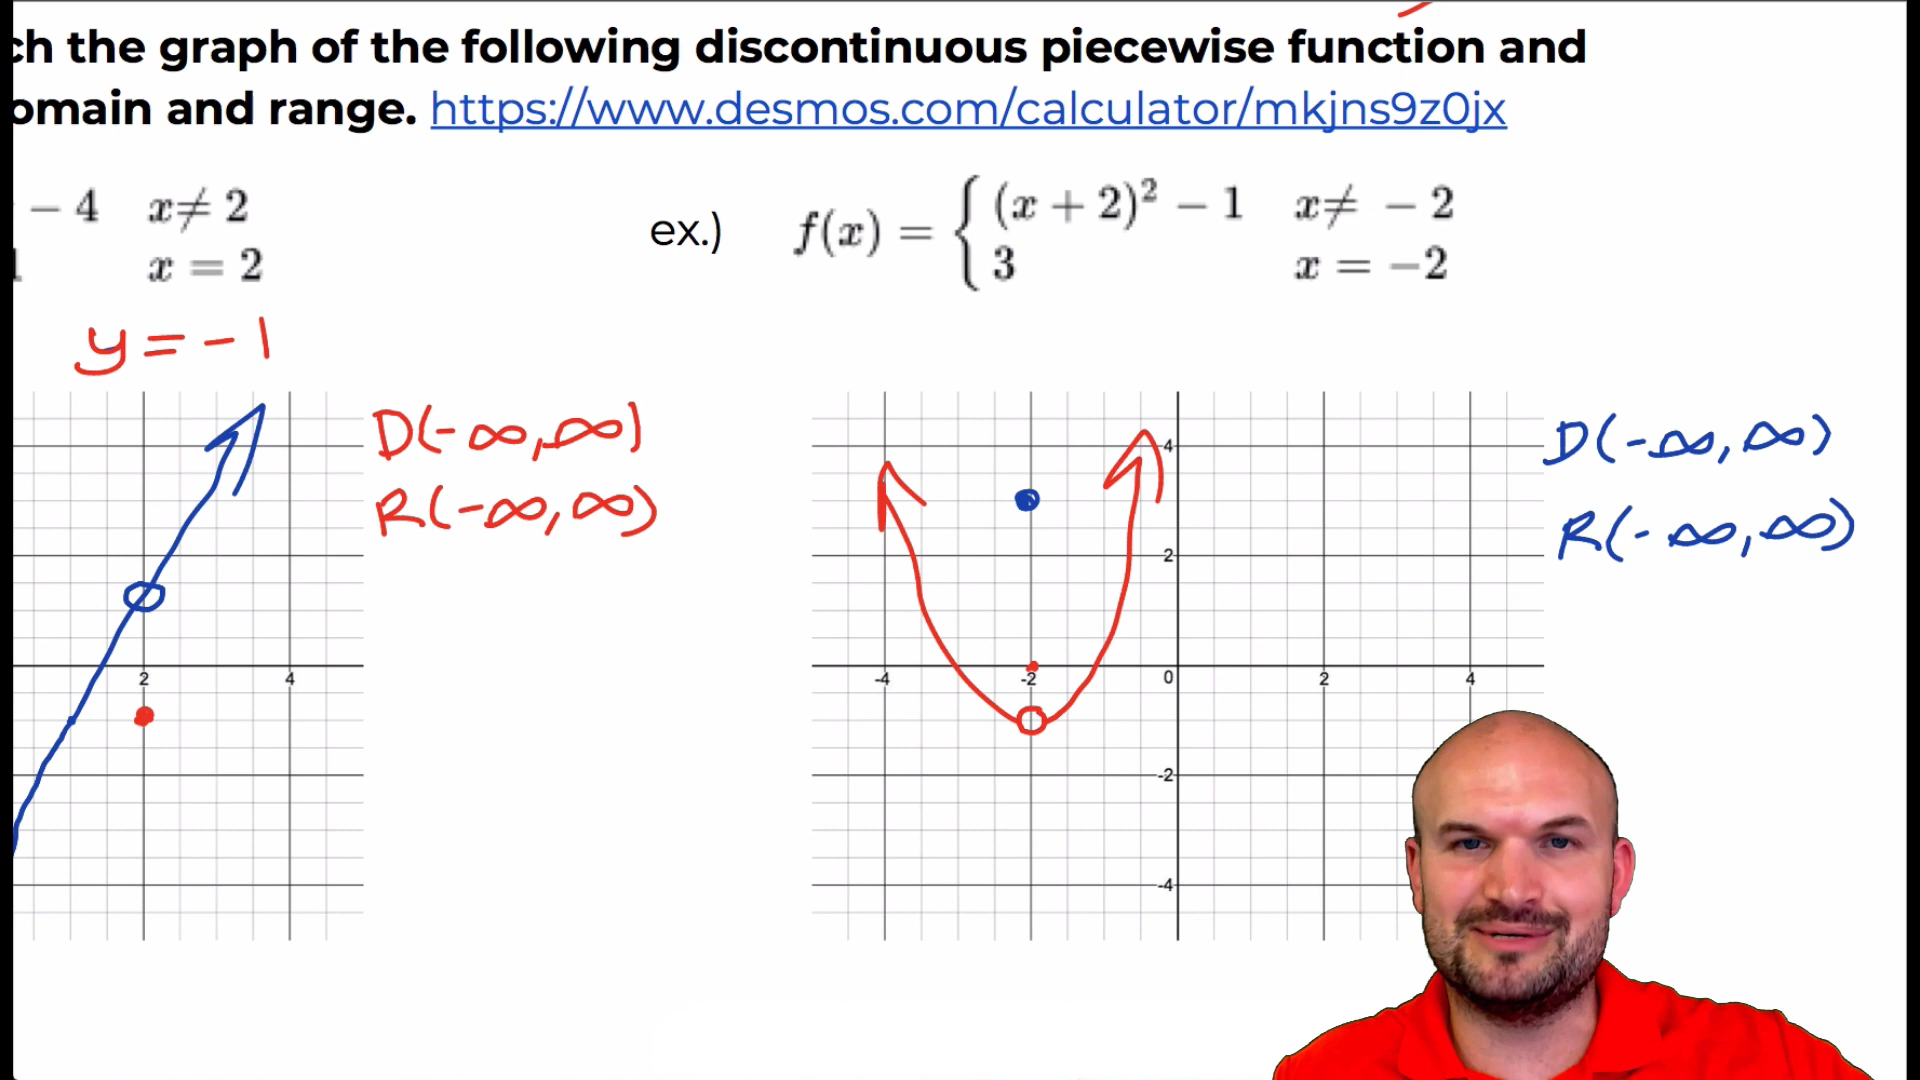 ch the graph of the following discontinuous piecewise function and
omain and range. https://www.desmos.com/calculator/mkjns9z0jx
− 4 x ≠ 2
1 x = 2
ex.) f(x) = { (x + 2)² − 1 x ≠ − 2
3 x = −2
y = - 1
D(-∞,∞)
R(-∞,∞)
2 4
4
2
-4 -2 0 2 4
-2
-4
D(-∞,∞)
R(-∞,∞)